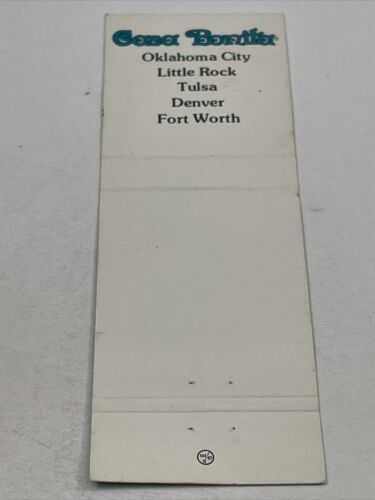 Casa Bonita
Oklahoma City
Little Rock
Tulsa
Denver
Fort Worth